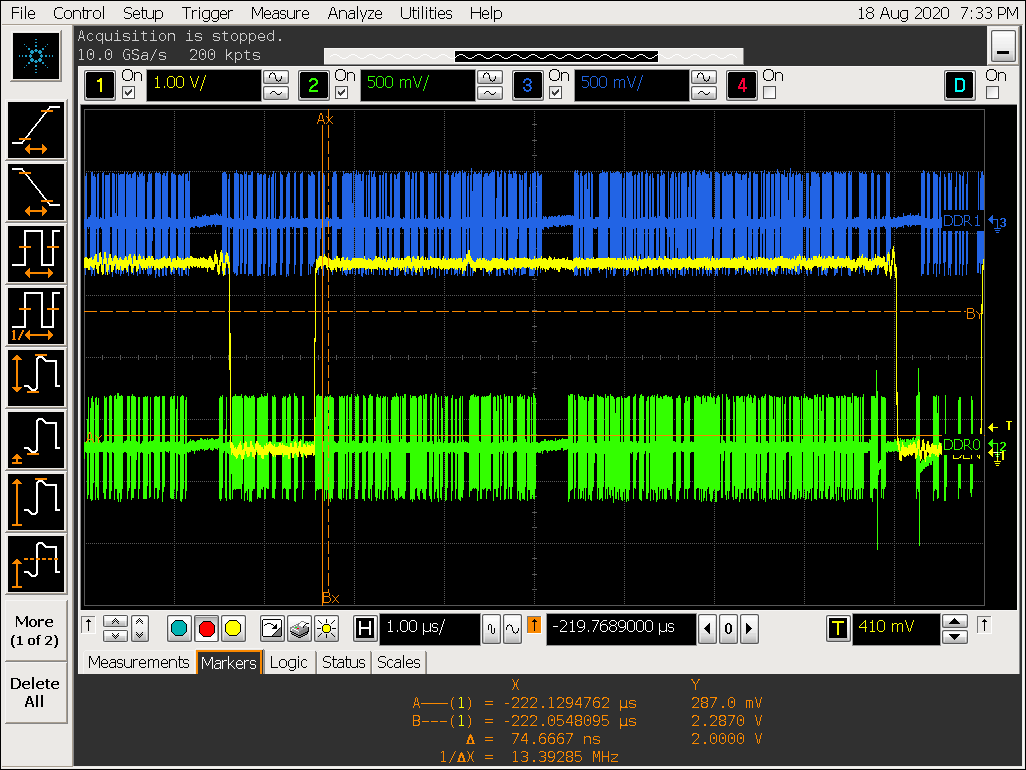 File Control Setup Trigger Measure Analyze Utilities Help 18 Aug 2020 7:33 PM
Acquisition is stopped.
10.0 GSa/s 200 kpts
1 On 1.00 V/ 2 On 500 mV/ 3 On 500 mV/ 4 On D On
Ax
DDR1 3
By
T
DDR0 2
Bx
More
(1 of 2)
Delete
All
H 1.00 µs/ -219.7689000 µs 0 T 410 mV
Measurements Markers Logic Status Scales
X Y
A——(1) = -222.1294762 µs 287.0 mV
B---(1) = -222.0548095 µs 2.2870 V
Δ = 74.6667 ns 2.0000 V
1/ΔX = 13.39285 MHz